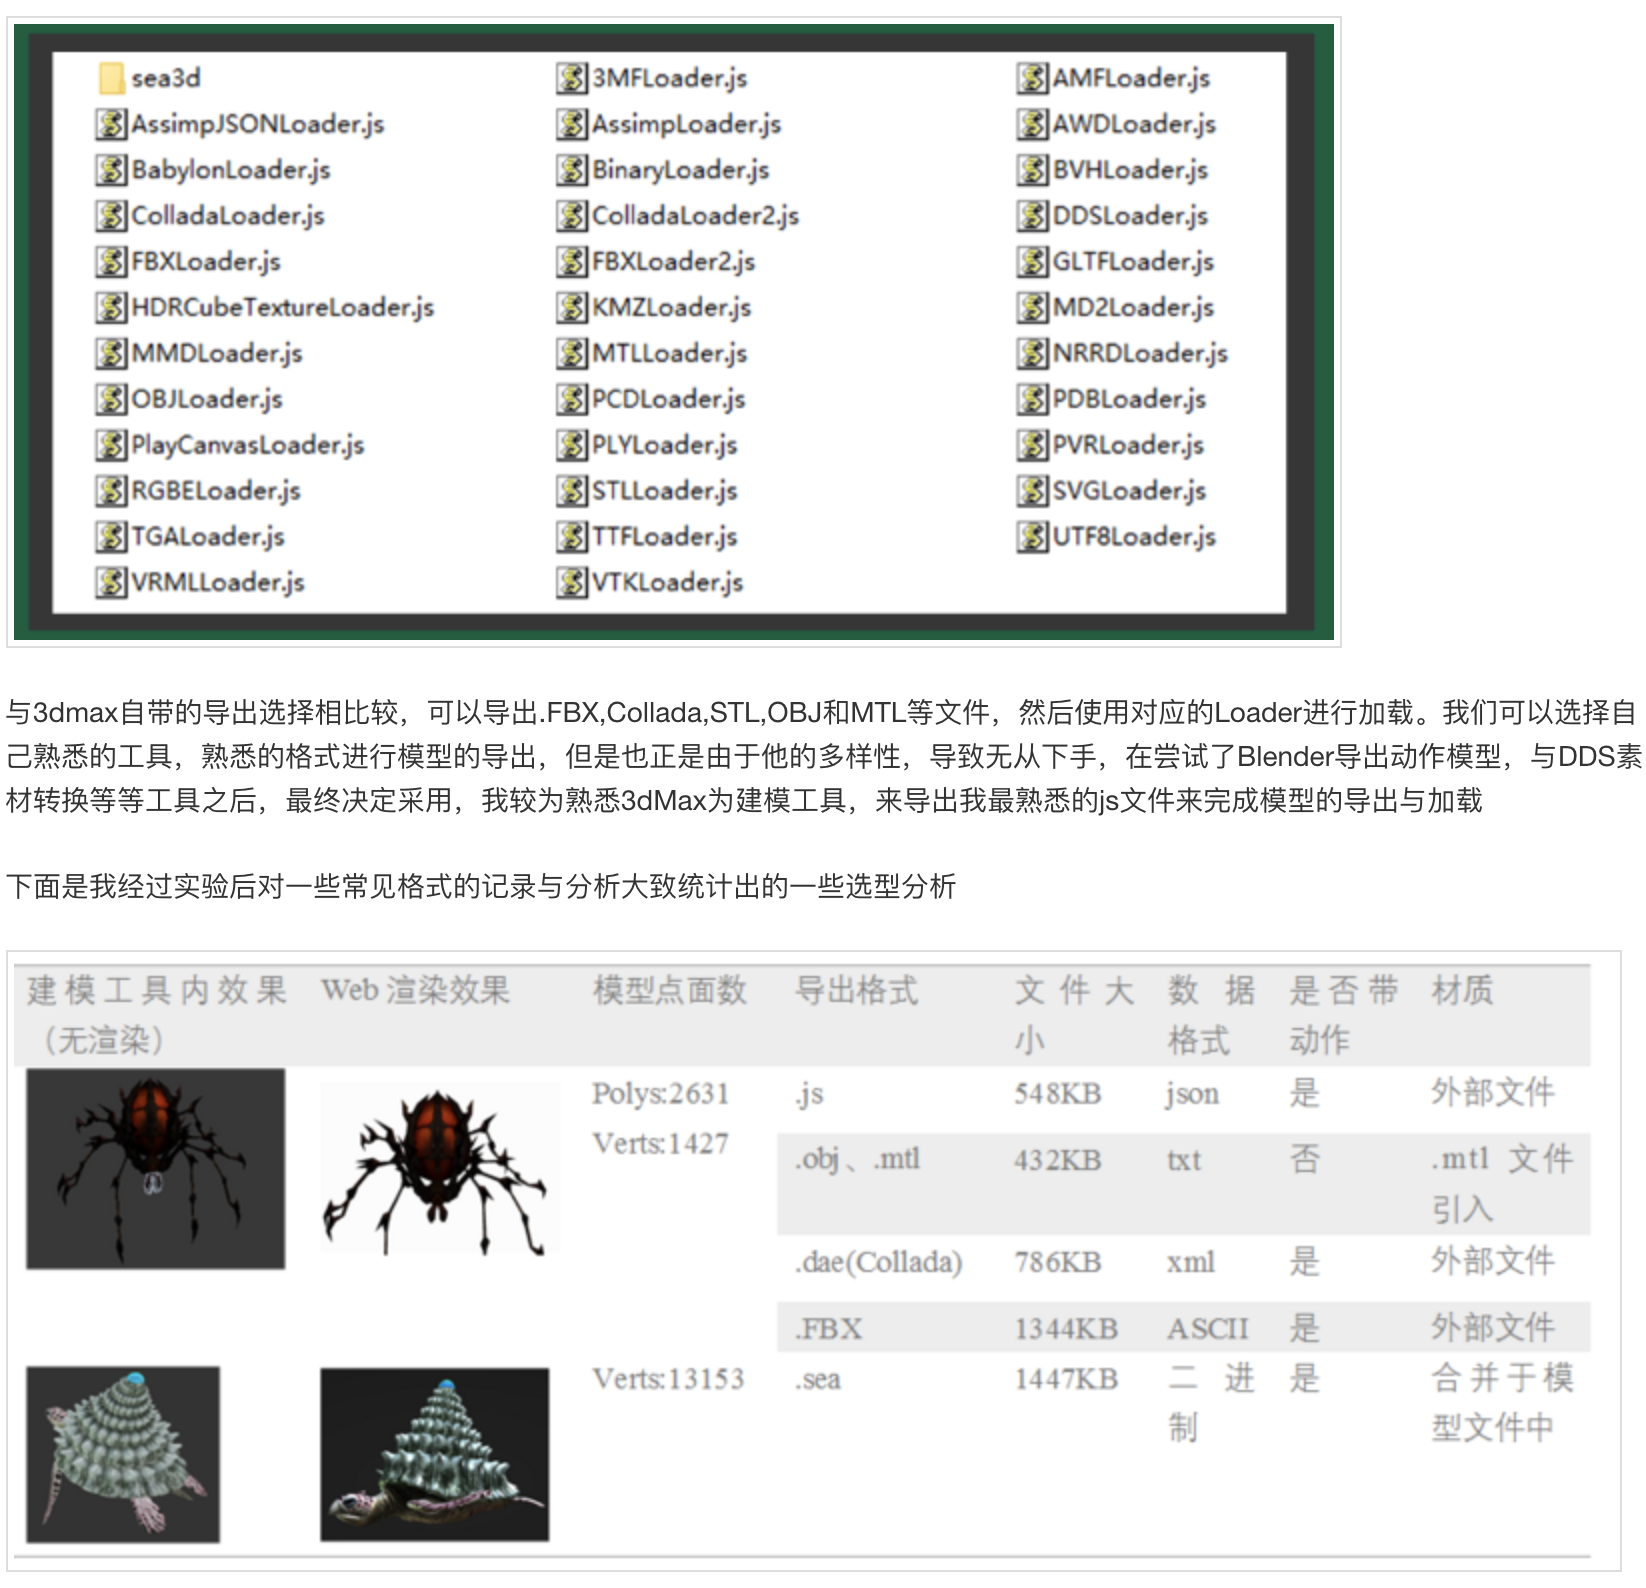 sea3d 3MFLoader.js AMFLoader.js
AssimpJSONLoader.js AssimpLoader.js AWDLoader.js
BabylonLoader.js BinaryLoader.js BVHLoader.js
ColladaLoader.js ColladaLoader2.js DDSLoader.js
FBXLoader.js FBXLoader2.js GLTFLoader.js
HDRCubeTextureLoader.js KMZLoader.js MD2Loader.js
MMDLoader.js MTLLoader.js NRRDLoader.js
OBJLoader.js PCDLoader.js PDBLoader.js
PlayCanvasLoader.js PLYLoader.js PVRLoader.js
RGBELoader.js STLLoader.js SVGLoader.js
TGALoader.js TTFLoader.js UTF8Loader.js
VRMLLoader.js VTKLoader.js
与3dmax自带的导出选择相比较，可以导出.FBX,Collada,STL,OBJ和MTL等文件，然后使用对应的Loader进行加载。我们可以选择自
己熟悉的工具，熟悉的格式进行模型的导出，但是也正是由于他的多样性，导致无从下手，在尝试了Blender导出动作模型，与DDS素
材转换等等工具之后，最终决定采用，我较为熟悉3dMax为建模工具，来导出我最熟悉的js文件来完成模型的导出与加载
下面是我经过实验后对一些常见格式的记录与分析大致统计出的一些选型分析
建模工具内效果 Web 渲染效果 模型点面数 导出格式 文件大 数据 是否带 材质
（无渲染） 小 格式 动作
Polys:2631 .js 548KB json 是 外部文件
Verts:1427
.obj、.mtl 432KB txt 否 .mtl 文件
引入
.dae(Collada) 786KB xml 是 外部文件
.FBX 1344KB ASCII 是 外部文件
Verts:13153 .sea 1447KB 二进 是 合并于模
制 型文件中